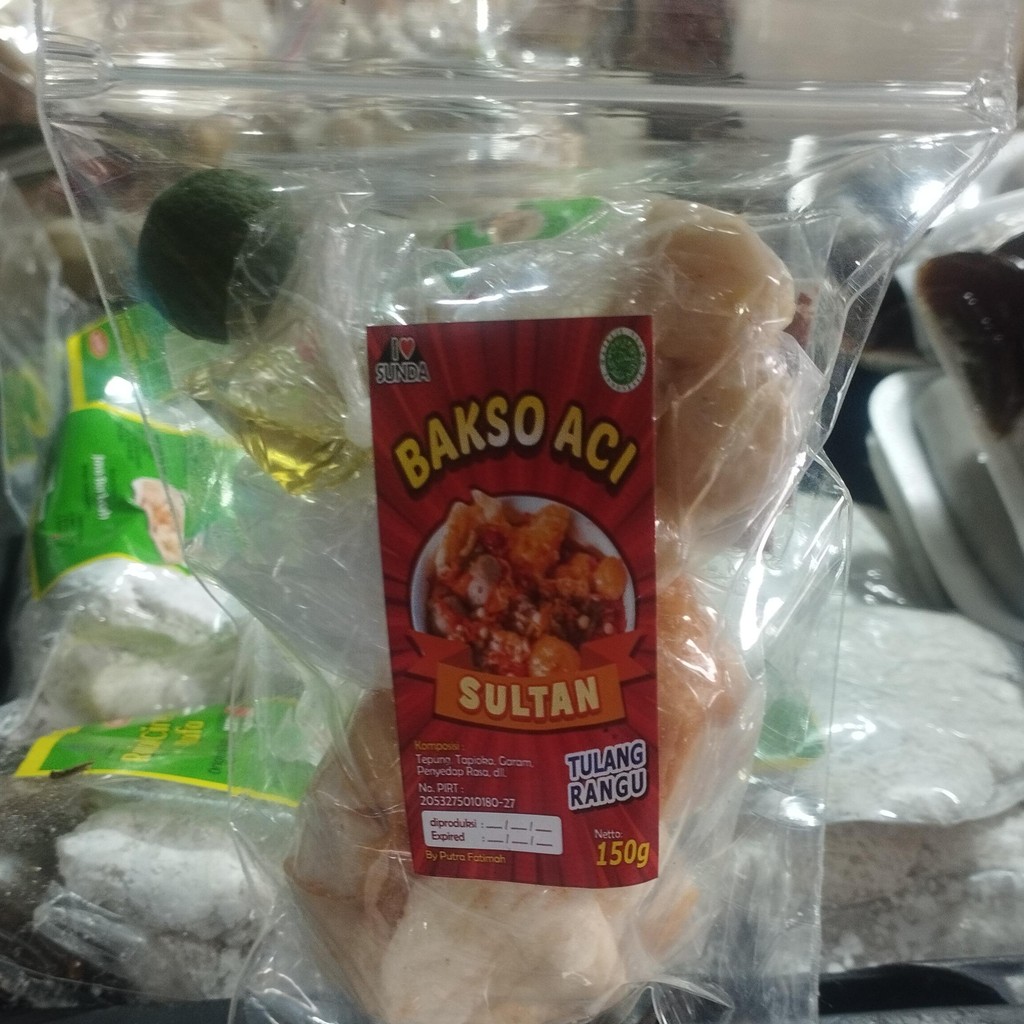 I ♥
SUNDA
BAKSO ACI
SULTAN
Komposisi :
Tepung, Tapioka, Garam,
Penyedap Rasa, dll.
No. PIRT :
2053275010180-27
TULANG
RANGU
diproduksi : __/__/__
Expired : __/__/__
By Putra Fatimah
Netto:
150g